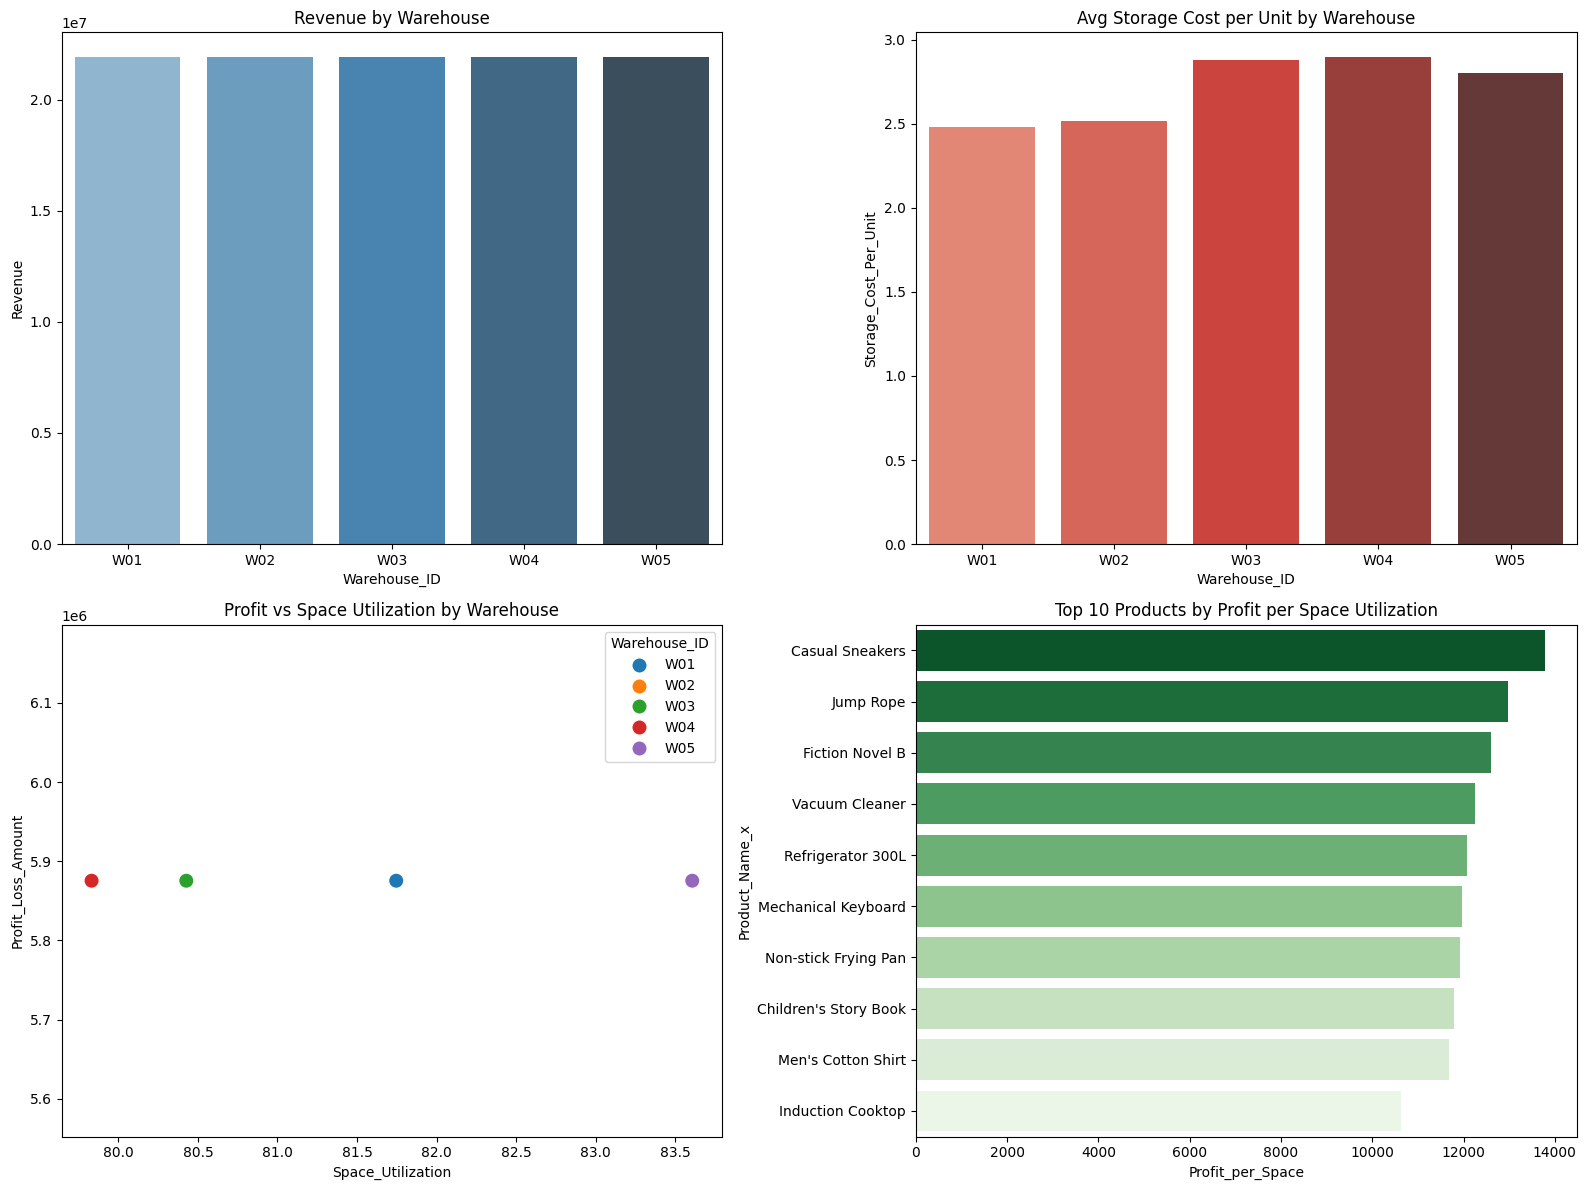 Revenue by Warehouse
1e7
2.0
1.5
1.0
0.5
0.0
Revenue
W01 W02 W03 W04 W05
Warehouse_ID
Avg Storage Cost per Unit by Warehouse
3.0
2.5
2.0
1.5
1.0
0.5
0.0
Storage_Cost_Per_Unit
W01 W02 W03 W04 W05
Warehouse_ID
Profit vs Space Utilization by Warehouse
1e6
6.1
6.0
5.9
5.8
5.7
5.6
Profit_Loss_Amount
Warehouse_ID
W01
W02
W03
W04
W05
80.0 80.5 81.0 81.5 82.0 82.5 83.0 83.5
Space_Utilization
Top 10 Products by Profit per Space Utilization
Product_Name_x
Casual Sneakers
Jump Rope
Fiction Novel B
Vacuum Cleaner
Refrigerator 300L
Mechanical Keyboard
Non-stick Frying Pan
Children's Story Book
Men's Cotton Shirt
Induction Cooktop
0 2000 4000 6000 8000 10000 12000 14000
Profit_per_Space